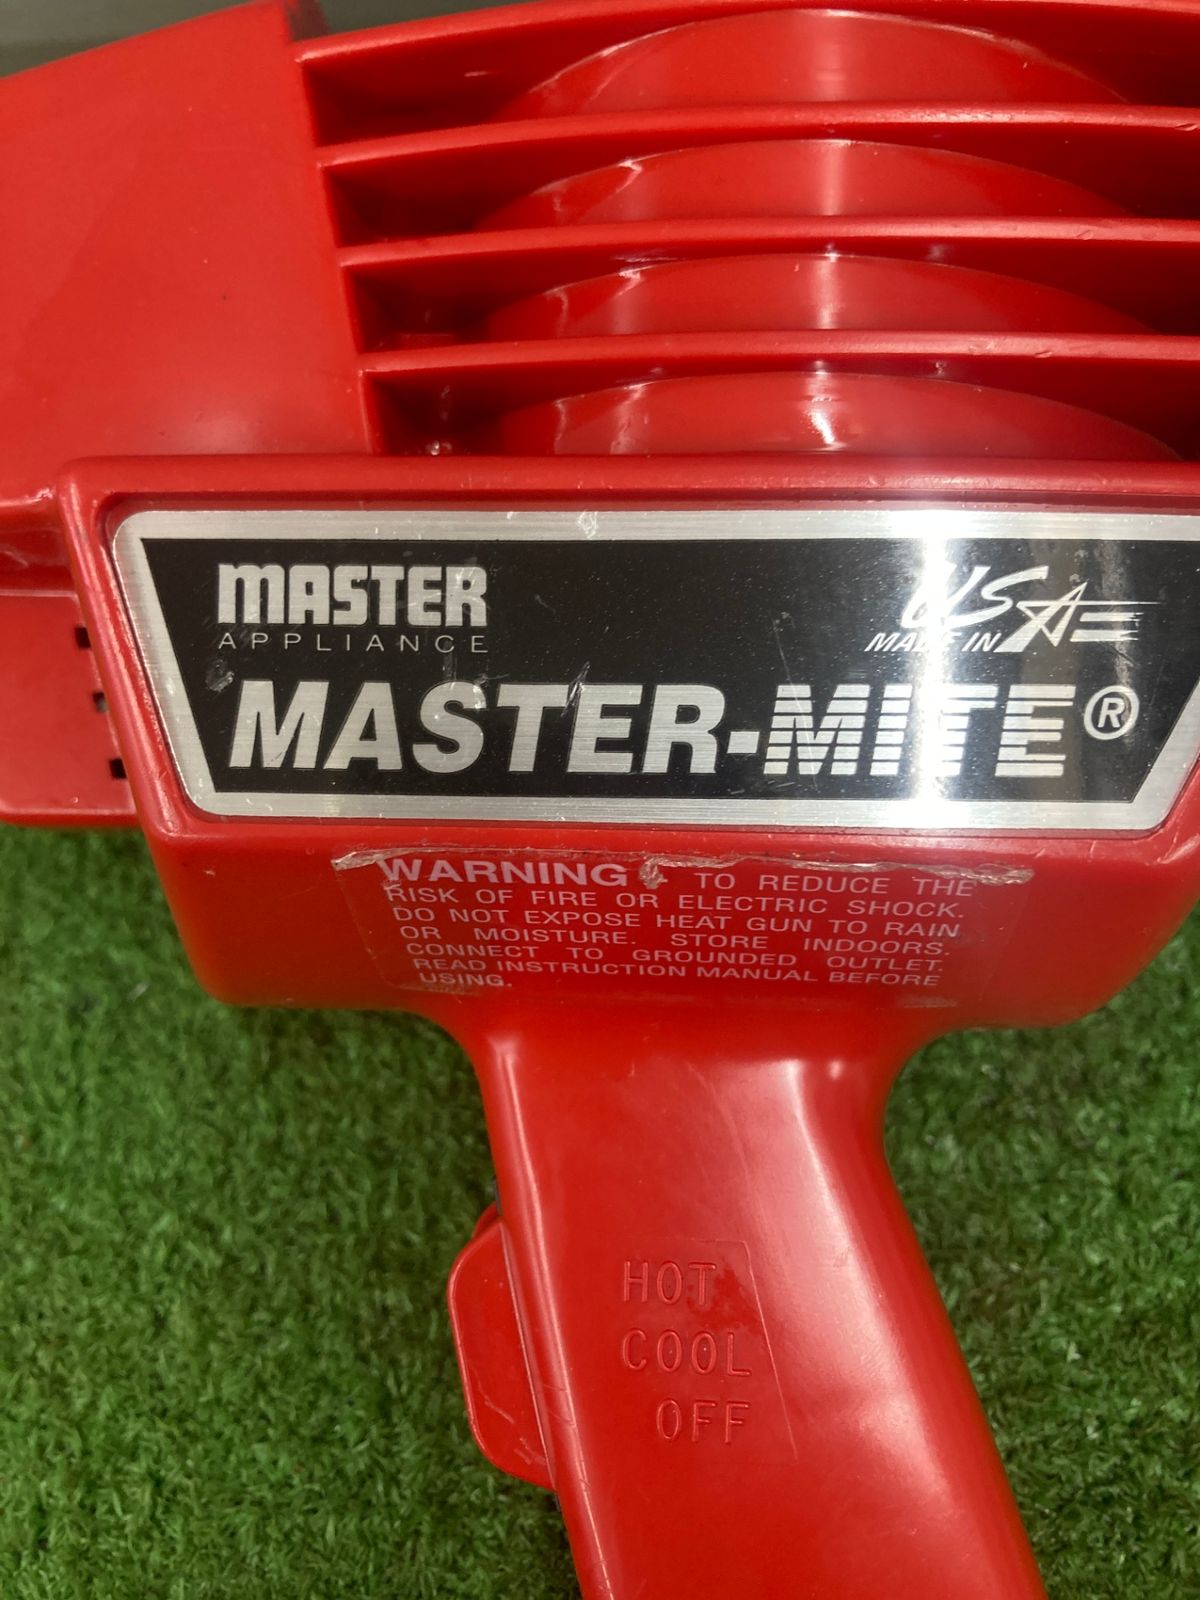 MASTER
APPLIANCE
USA
MADE IN
MASTER-MITE®
WARNING - TO REDUCE THE
RISK OF FIRE OR ELECTRIC SHOCK.
DO NOT EXPOSE HEAT GUN TO RAIN
OR MOISTURE. STORE INDOORS.
CONNECT TO GROUNDED OUTLET.
READ INSTRUCTION MANUAL BEFORE
USING.
HOT
COOL
OFF